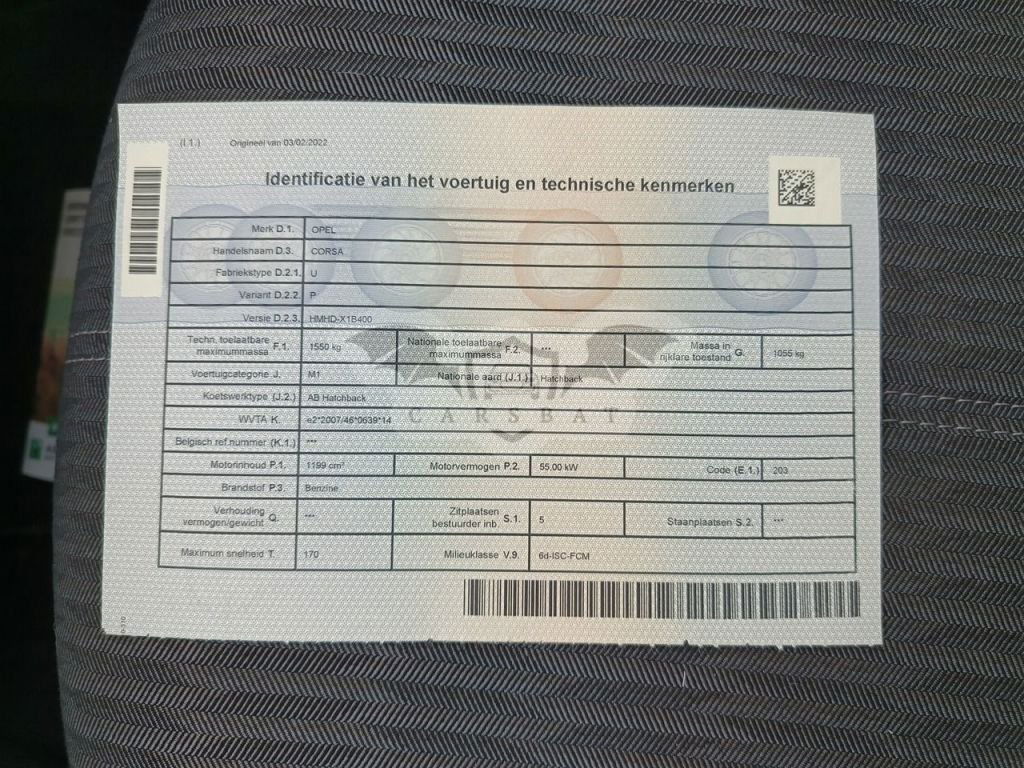 (I.1.) Origineel van 03/02/2022
Identificatie van het voertuig en technische kenmerken
Merk D.1. OPEL
Handelsnaam D.3. CORSA
Fabriekstype D.2.1. U
Variant D.2.2. P
Versie D.2.3. HMHD-X1B400
Techn. toelaatbare maximummassa F.1. 1550 kg Nationale toelaatbare maximummassa F.2. *** Massa in rijklare toestand G. 1055 kg
Voertuigcategorie J. M1 Nationale aard (J.1.) Hatchback
Koetswerktype (J.2.) AB Hatchback
CARSBAT
WVTA K. e2*2007/46*0639*14
Belgisch ref.nummer (K.1.) ***
Motorinhoud P.1. 1199 cm³ Motorvermogen P.2. 55,00 kW Code (E.1.) 203
Brandstof P.3. Benzine
Verhouding vermogen/gewicht Q. *** Zitplaatsen bestuurder inb. S.1. 5 Staanplaatsen S.2. ***
Maximum snelheid T. 170 Milieuklasse V.9. 6d-ISC-FCM